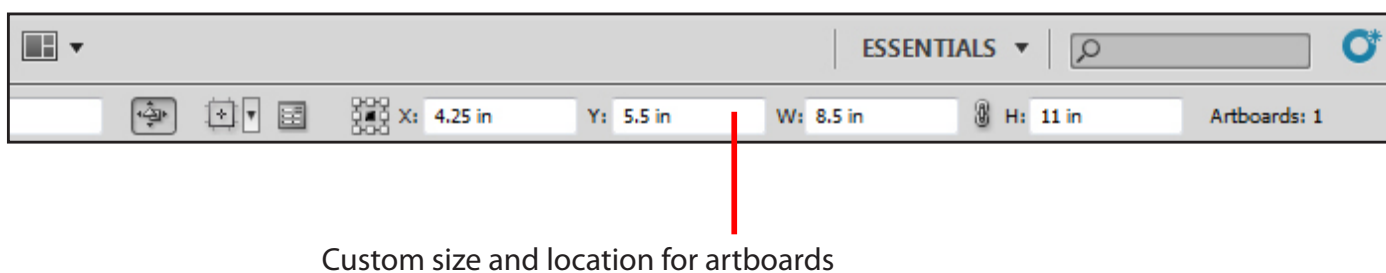 ESSENTIALS
X: 4.25 in Y: 5.5 in W: 8.5 in H: 11 in Artboards: 1
Custom size and location for artboards